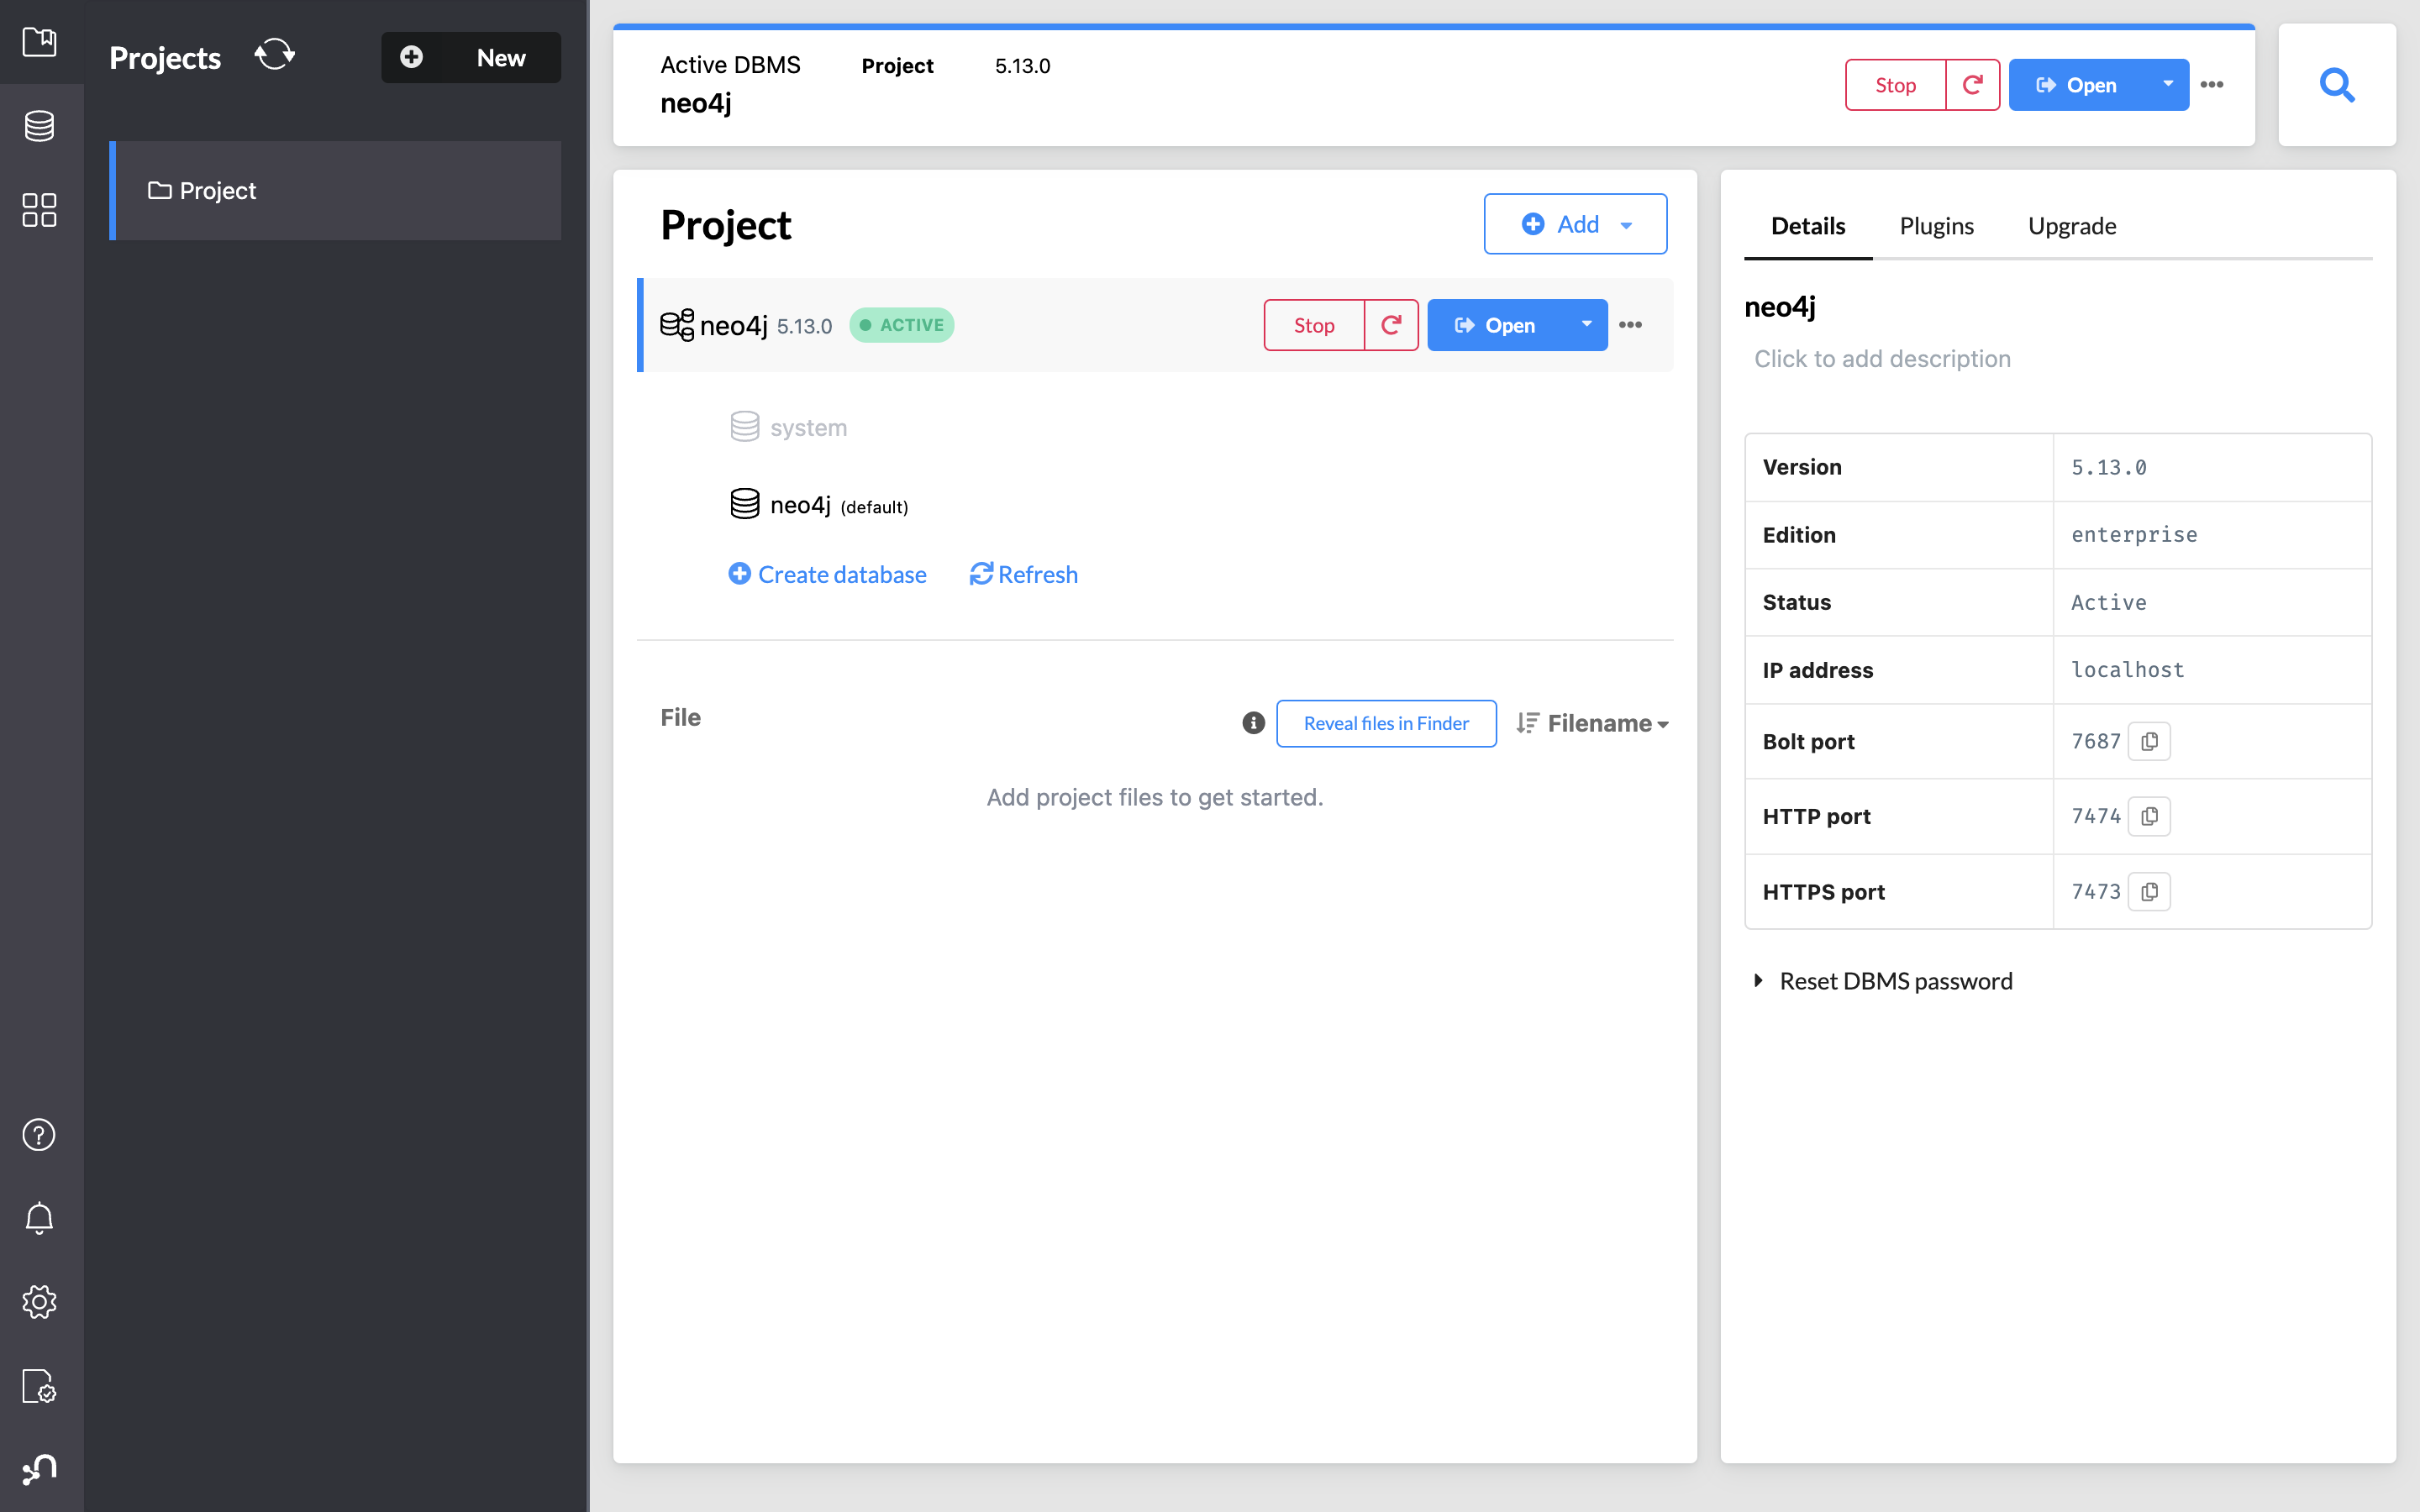 Projects
New
Project
Active DBMS
neo4j
Project
5.13.0
Stop
Open
Project
Add
neo4j 5.13.0 ACTIVE
Stop
Open
system
neo4j (default)
Create database
Refresh
File
Reveal files in Finder
Filename
Add project files to get started.
Details
Plugins
Upgrade
neo4j
Click to add description
Version 5.13.0
Edition enterprise
Status Active
IP address localhost
Bolt port 7687
HTTP port 7474
HTTPS port 7473
Reset DBMS password